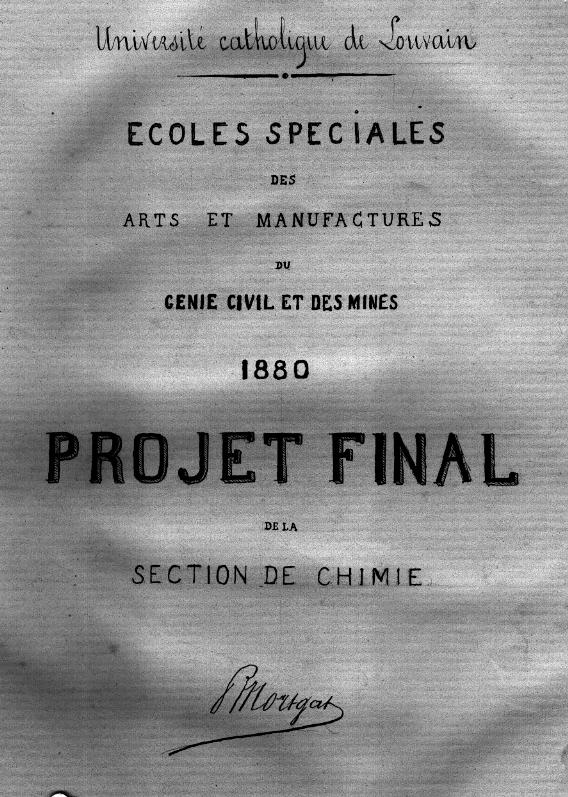 Université catholique de Louvain
ECOLES SPECIALES
DES
ARTS ET MANUFACTURES
DU
GENIE CIVIL ET DES MINES
1880
PROJET FINAL
DE LA
SECTION DE CHIMIE